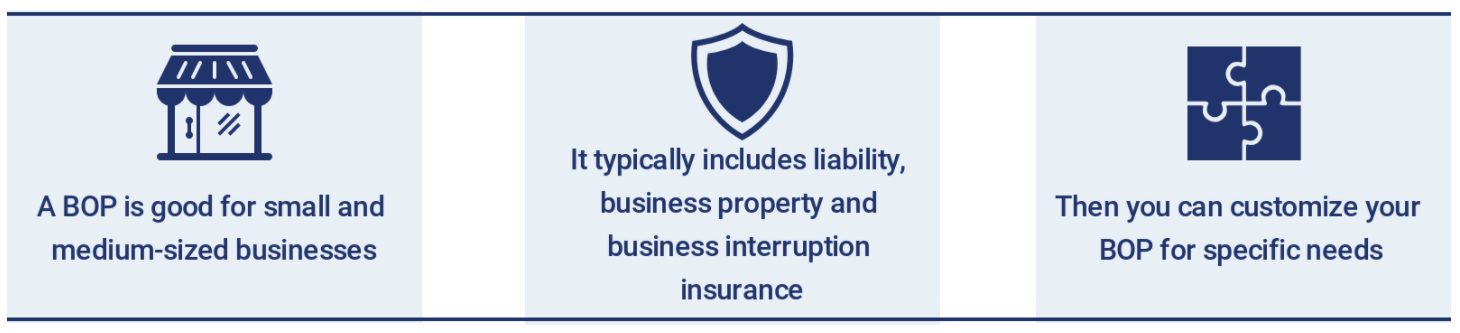 A BOP is good for small and
medium-sized businesses
It typically includes liability,
business property and
business interruption
insurance
Then you can customize your
BOP for specific needs